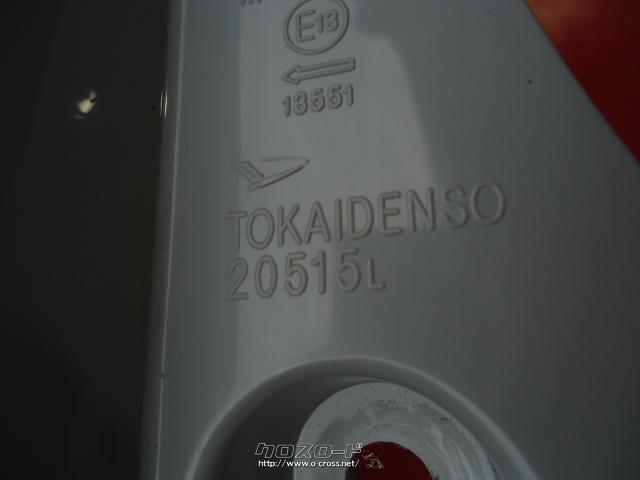 E13
13551
TOKAIDENSO
20515L
クロスロード
http://www.o-cross.net/